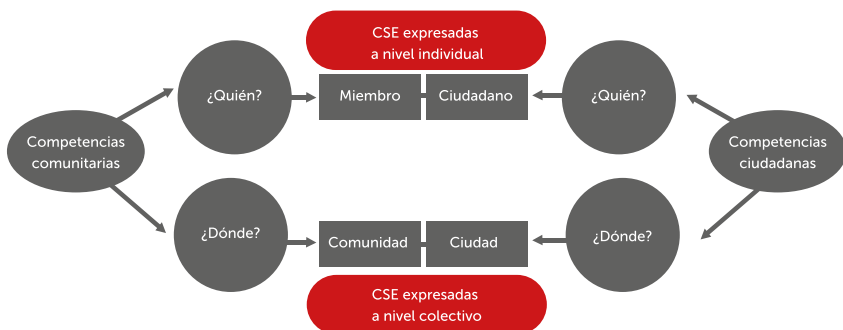 CSE expresadas
a nivel individual
¿Quién?
Miembro
Ciudadano
¿Quién?
Competencias
comunitarias
Competencias
ciudadanas
¿Dónde?
Comunidad
Ciudad
¿Dónde?
CSE expresadas
a nivel colectivo